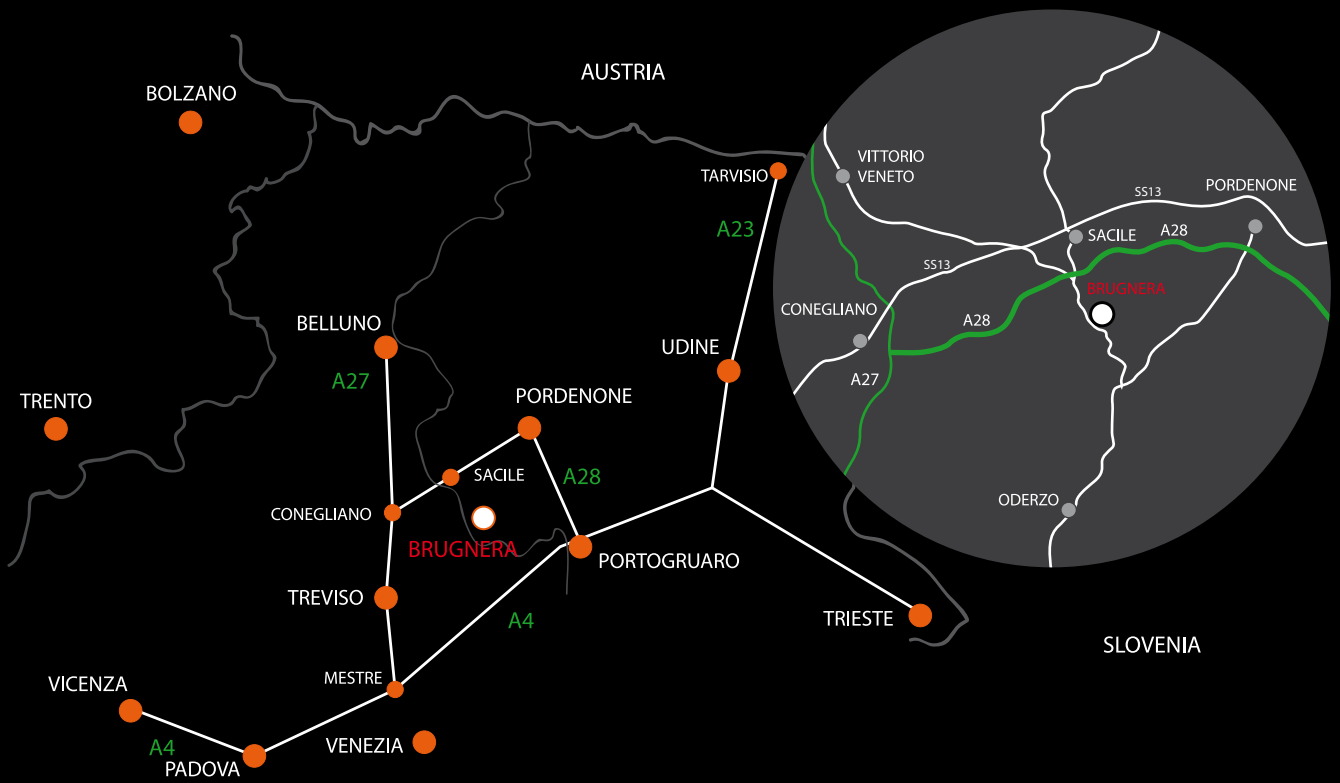 AUSTRIA
BOLZANO
TARVISIO
A23
BELLUNO
A27
UDINE
TRENTO
PORDENONE
SACILE
A28
CONEGLIANO
BRUGNERA
PORTOGRUARO
TREVISO
A4
TRIESTE
SLOVENIA
MESTRE
VICENZA
A4
PADOVA
VENEZIA
VITTORIO
VENETO
SS13
PORDENONE
SACILE
A28
SS13
BRUGNERA
CONEGLIANO
A28
A27
ODERZO